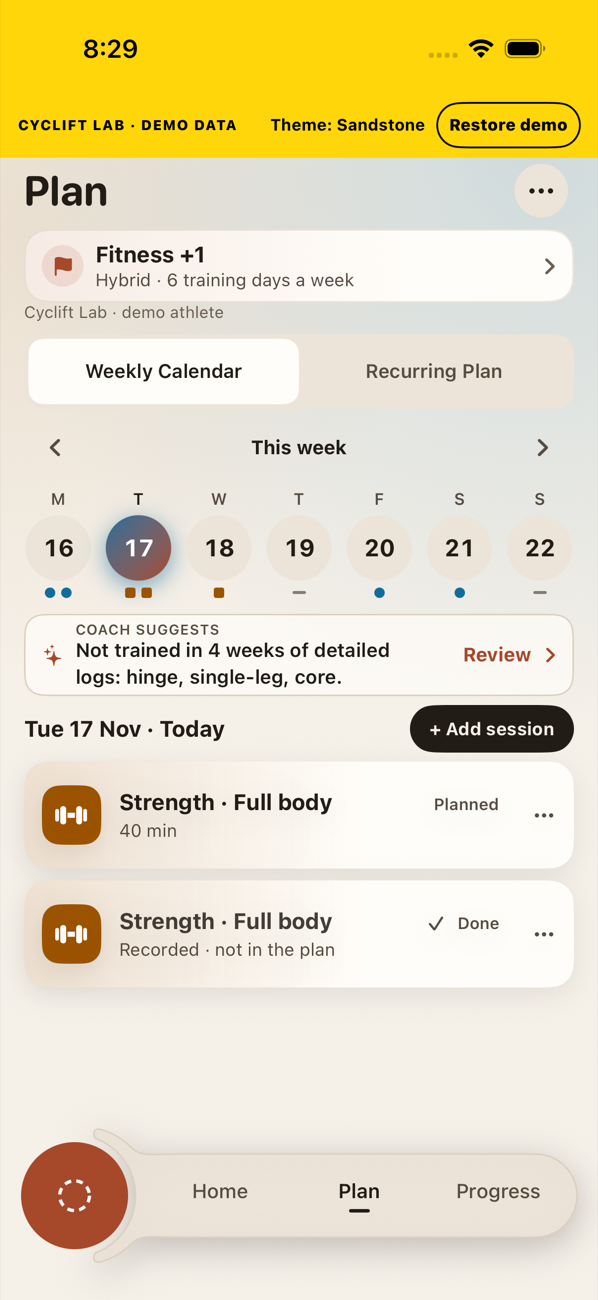 8:29
CYCLIFT LAB · DEMO DATA
Theme: Sandstone
Restore demo
Plan
Fitness +1
Hybrid · 6 training days a week
Cyclift Lab · demo athlete
Weekly Calendar
Recurring Plan
This week
M T W T F S S
16 17 18 19 20 21 22
COACH SUGGESTS
Not trained in 4 weeks of detailed
logs: hinge, single-leg, core.
Review
Tue 17 Nov · Today
+ Add session
Strength · Full body
Planned
40 min
Strength · Full body
Done
Recorded · not in the plan
Home
Plan
Progress